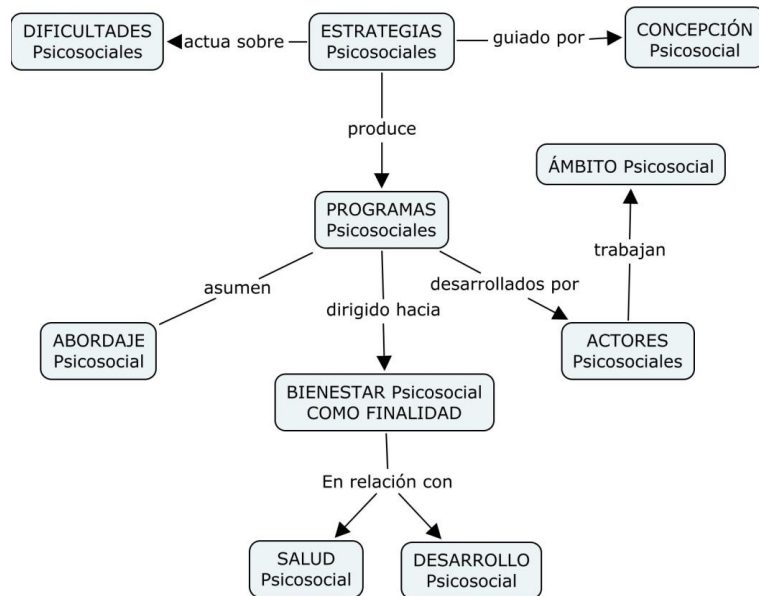 DIFICULTADES
Psicosociales
actua sobre
ESTRATEGIAS
Psicosociales
guiado por
CONCEPCIÓN
Psicosocial
produce
ÁMBITO Psicosocial
PROGRAMAS
Psicosociales
trabajan
asumen
dirigido hacia
desarrollados por
ABORDAJE
Psicosocial
ACTORES
Psicosociales
BIENESTAR Psicosocial
COMO FINALIDAD
En relación con
SALUD
Psicosocial
DESARROLLO
Psicosocial